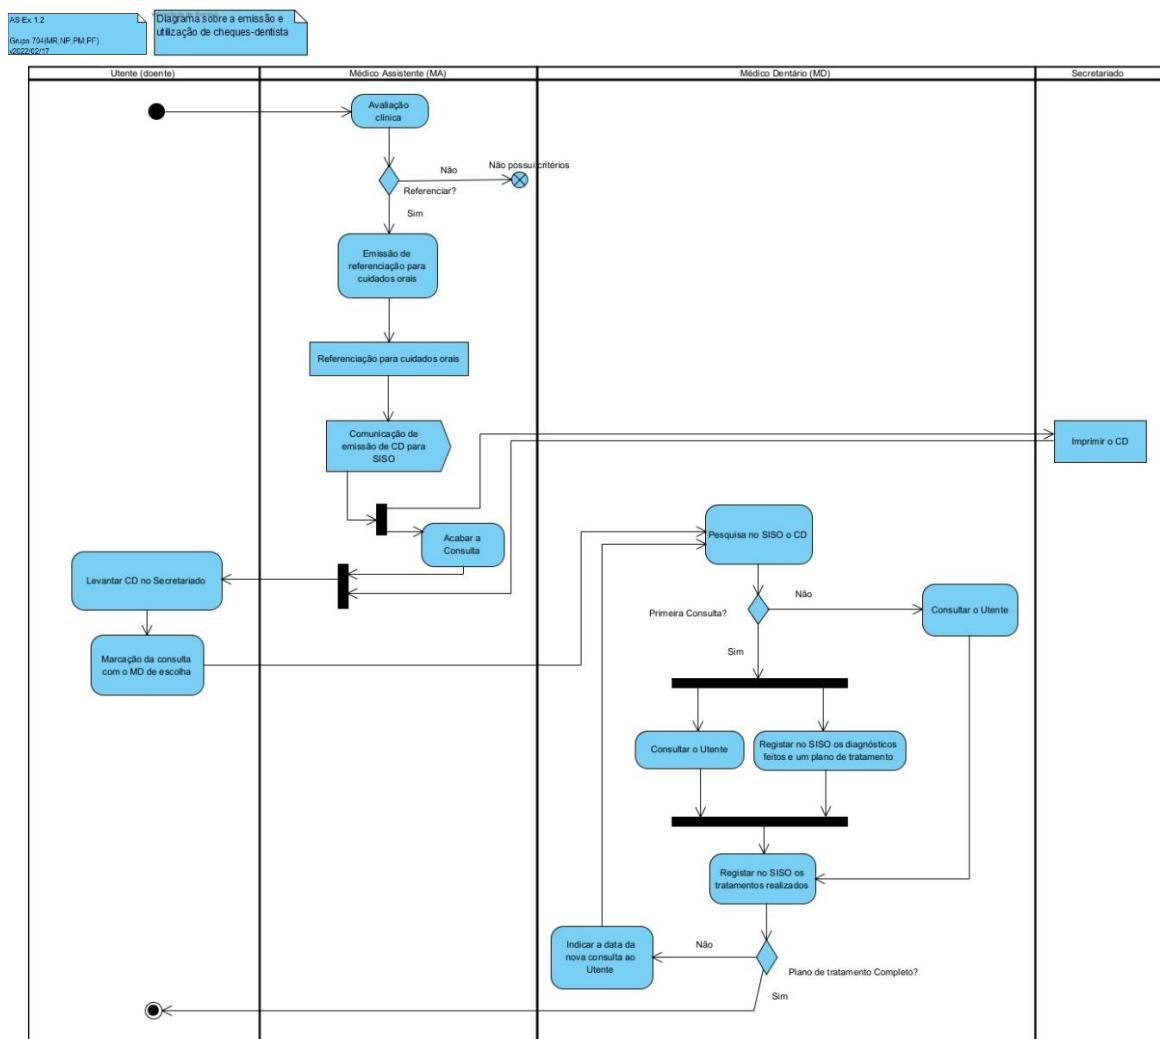 AS-Ex 1.2
Grupo 704(MR,NP,PM,PF)
v2022/02/17
Diagrama sobre a emissão e
utilização de cheques-dentista
Utente (doente)
Médico Assistente (MA)
Médico Dentário (MD)
Secretariado
Avaliação
clínica
Não
Não possui critérios
Referenciar?
Sim
Emissão de
referenciação para
cuidados orais
Referenciação para cuidados orais
Comunicação de
emissão de CD para
SISO
Imprimir o CD
Acabar a
Consulta
Levantar CD no Secretariado
Marcação da consulta
com o MD de escolha
Pesquisa no SISO o CD
Primeira Consulta?
Não
Consultar o Utente
Sim
Consultar o Utente
Registar no SISO os diagnósticos
feitos e um plano de tratamento
Registar no SISO os
tratamentos realizados
Indicar a data da
nova consulta ao
Utente
Não
Plano de tratamento Completo?
Sim